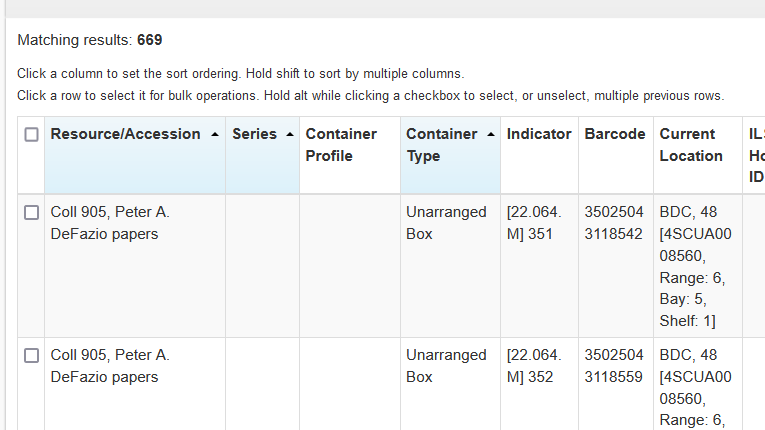 Matching results: 669
Click a column to set the sort ordering. Hold shift to sort by multiple columns.
Click a row to select it for bulk operations. Hold alt while clicking a checkbox to select, or unselect, multiple previous rows.
Resource/Accession
Series
Container
Profile
Container
Type
Indicator
Barcode
Current
Location
ILS
Ho
ID
Coll 905, Peter A.
DeFazio papers
Unarranged
Box
[22.064.
M] 351
3502504
3118542
BDC, 48
[4SCUA00
08560,
Range: 6,
Bay: 5,
Shelf: 1]
Coll 905, Peter A.
DeFazio papers
Unarranged
Box
[22.064.
M] 352
3502504
3118559
BDC, 48
[4SCUA00
08560,
Range: 6,